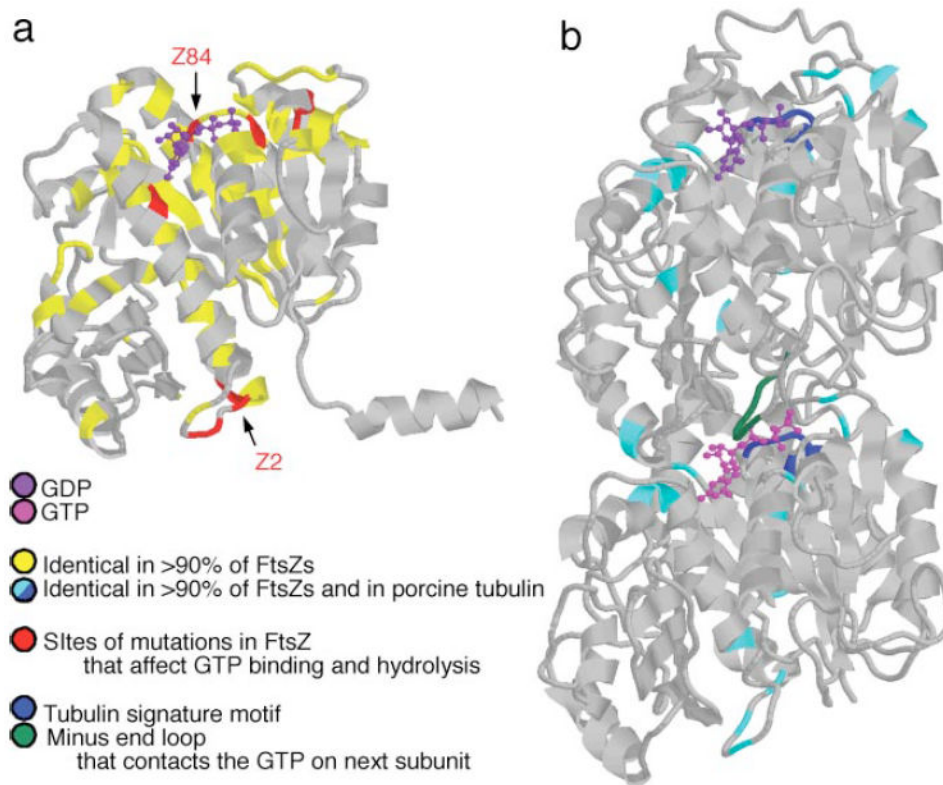 a
b
Z84
Z2
GDP
GTP
Identical in >90% of FtsZs
Identical in >90% of FtsZs and in porcine tubulin
SItes of mutations in FtsZ
that affect GTP binding and hydrolysis
Tubulin signature motif
Minus end loop
that contacts the GTP on next subunit